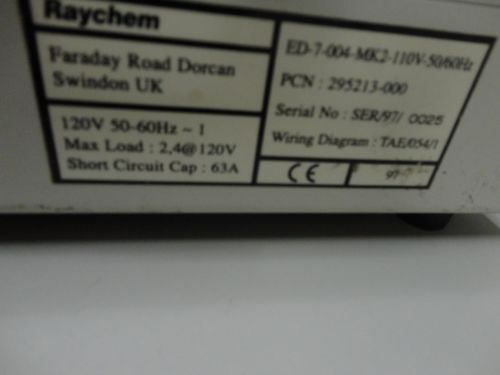 Raychem
Faraday Road Dorcan
Swindon UK
120V 50-60Hz ~ 1
Max Load : 2,4@120V
Short Circuit Cap : 63A
ED-7-004-MK2-110V-50/60Hz
PCN : 295213-000
Serial No : SER/97/ 0025
Wiring Diagram : TAE/054/1
CE
97